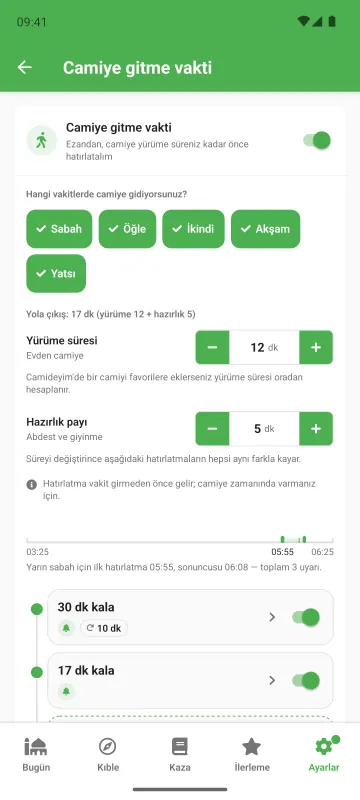 09:41
Camiye gitme vakti
Camiye gitme vakti
Ezandan, camiye yürüme süreniz kadar önce
hatırlatalım
Hangi vakitlerde camiye gidiyorsunuz?
Sabah
Öğle
İkindi
Akşam
Yatsı
Yola çıkış: 17 dk (yürüme 12 + hazırlık 5)
Yürüme süresi
Evden camiye
− 12 dk +
Camideyim'de bir camiyi favorilere eklerseniz yürüme süresi oradan
hesaplanır.
Hazırlık payı
Abdest ve giyinme
− 5 dk +
Süreyi değiştirince aşağıdaki hatırlatmaların hepsi aynı farkla kayar.
Hatırlatma vakit girmeden önce gelir; camiye zamanında varmanız
için.
03:25 05:55 06:25
Yarın sabah için ilk hatırlatma 05:55, sonuncusu 06:08 — toplam 3 uyarı.
30 dk kala
10 dk
17 dk kala
Bugün
Kıble
Kaza
İlerleme
Ayarlar